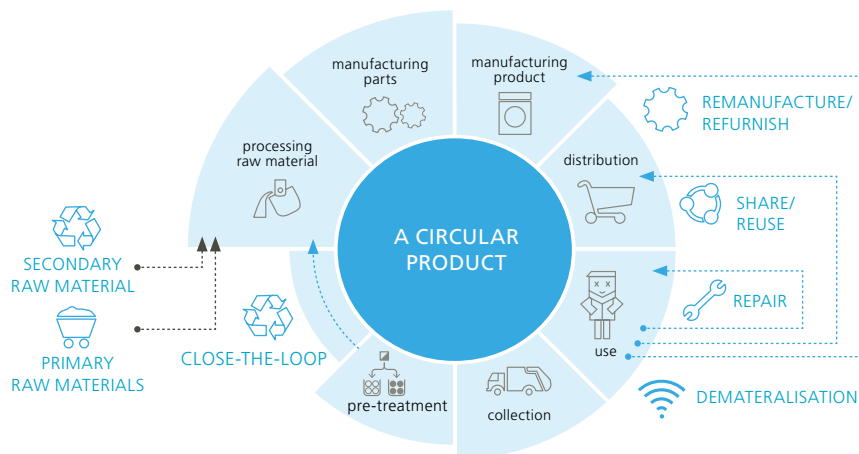 manufacturing
parts
manufacturing
product
REMANUFACTURE/
REFURNISH
processing
raw material
distribution
SHARE/
REUSE
A CIRCULAR
PRODUCT
SECONDARY
RAW MATERIAL
REPAIR
use
PRIMARY
RAW MATERIALS
CLOSE-THE-LOOP
pre-treatment
collection
DEMATERIALISATION